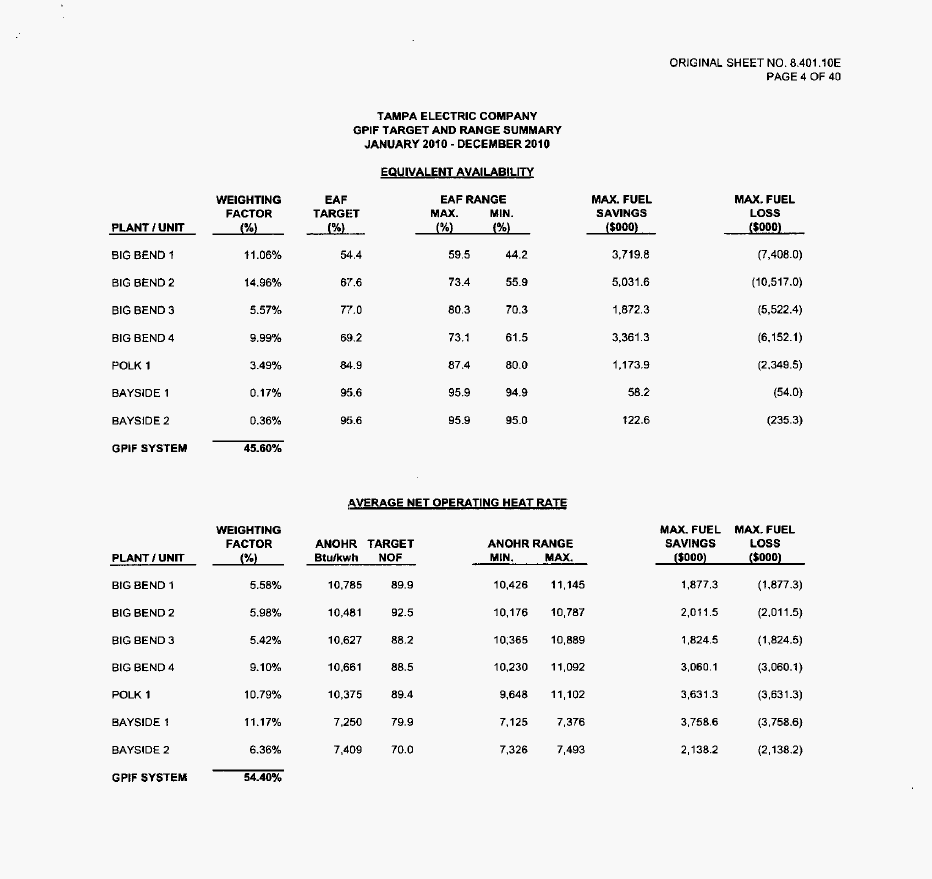 ORIGINAL SHEET NO. 8.401.10E
PAGE 4 OF 40
TAMPA ELECTRIC COMPANY
GPIF TARGET AND RANGE SUMMARY
JANUARY 2010 - DECEMBER 2010
EQUIVALENT AVAILABILITY
WEIGHTING EAF EAF RANGE MAX. FUEL MAX. FUEL
FACTOR TARGET MAX. MIN. SAVINGS LOSS
PLANT / UNIT (%) (%) (%) (%) ($000) ($000)
BIG BEND 1 11.06% 54.4 59.5 44.2 3,719.8 (7,408.0)
BIG BEND 2 14.96% 67.6 73.4 55.9 5,031.6 (10,517.0)
BIG BEND 3 5.57% 77.0 80.3 70.3 1,872.3 (5,522.4)
BIG BEND 4 9.99% 69.2 73.1 61.5 3,361.3 (6,152.1)
POLK 1 3.49% 84.9 87.4 80.0 1,173.9 (2,349.5)
BAYSIDE 1 0.17% 95.6 95.9 94.9 58.2 (54.0)
BAYSIDE 2 0.36% 95.6 95.9 95.0 122.6 (235.3)
GPIF SYSTEM 45.60%
AVERAGE NET OPERATING HEAT RATE
WEIGHTING MAX. FUEL MAX. FUEL
FACTOR ANOHR TARGET ANOHR RANGE SAVINGS LOSS
PLANT / UNIT (%) Btu/kwh NOF MIN. MAX. ($000) ($000)
BIG BEND 1 5.58% 10,785 89.9 10,426 11,145 1,877.3 (1,877.3)
BIG BEND 2 5.98% 10,481 92.5 10,176 10,787 2,011.5 (2,011.5)
BIG BEND 3 5.42% 10,627 88.2 10,365 10,889 1,824.5 (1,824.5)
BIG BEND 4 9.10% 10,661 88.5 10,230 11,092 3,060.1 (3,060.1)
POLK 1 10.79% 10,375 89.4 9,648 11,102 3,631.3 (3,631.3)
BAYSIDE 1 11.17% 7,250 79.9 7,125 7,376 3,758.6 (3,758.6)
BAYSIDE 2 6.36% 7,409 70.0 7,326 7,493 2,138.2 (2,138.2)
GPIF SYSTEM 54.40%